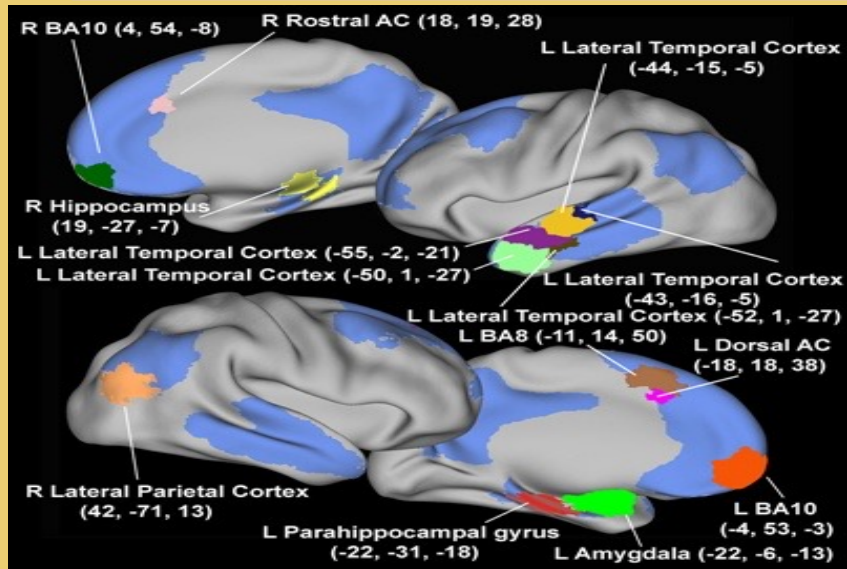 R BA10 (4, 54, -8)
R Rostral AC (18, 19, 28)
L Lateral Temporal Cortex
(-44, -15, -5)
R Hippocampus
(19, -27, -7)
L Lateral Temporal Cortex (-55, -2, -21)
L Lateral Temporal Cortex (-50, 1, -27)
L Lateral Temporal Cortex
(-43, -16, -5)
L Lateral Temporal Cortex (-52, 1, -27)
L BA8 (-11, 14, 50)
L Dorsal AC
(-18, 18, 38)
R Lateral Parietal Cortex
(42, -71, 13)
L Parahippocampal gyrus
(-22, -31, -18)
L BA10
(-4, 53, -3)
L Amygdala (-22, -6, -13)